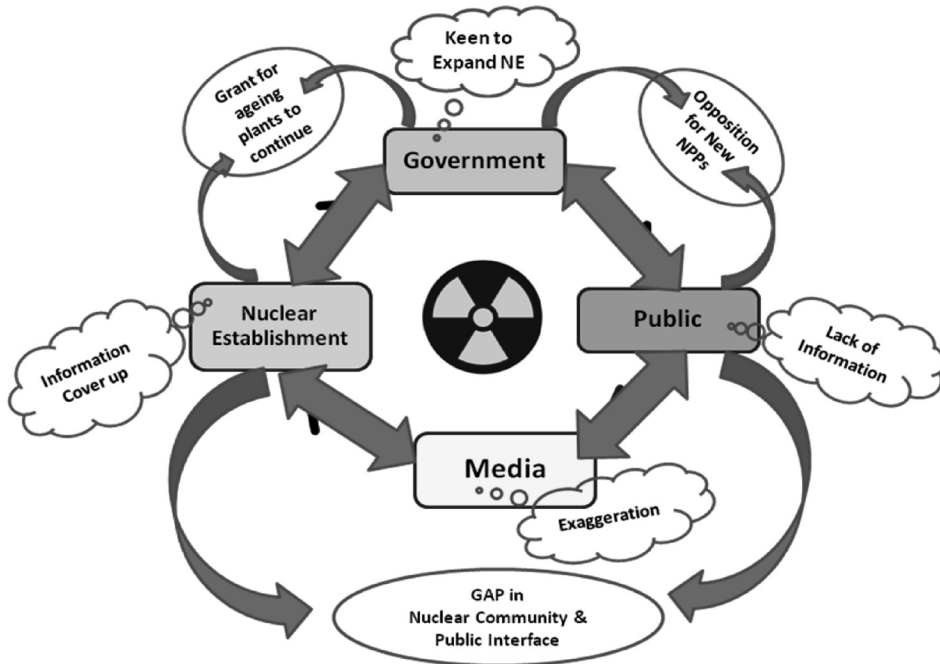 Keen to
Expand NE
Grant for
ageing
plants to
continue
Opposition
for New
NPPs
Government
Nuclear
Establishment
Public
Information
Cover up
Lack of
Information
Media
Exaggeration
GAP in
Nuclear Community &
Public Interface